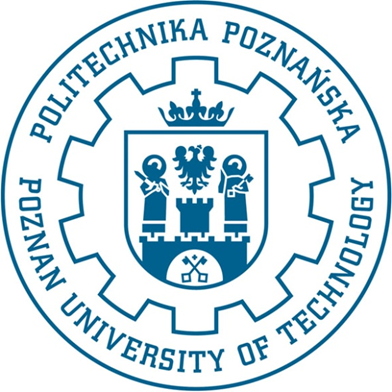 POLITECHNIKA POZNAŃSKA
POZNAN UNIVERSITY OF TECHNOLOGY